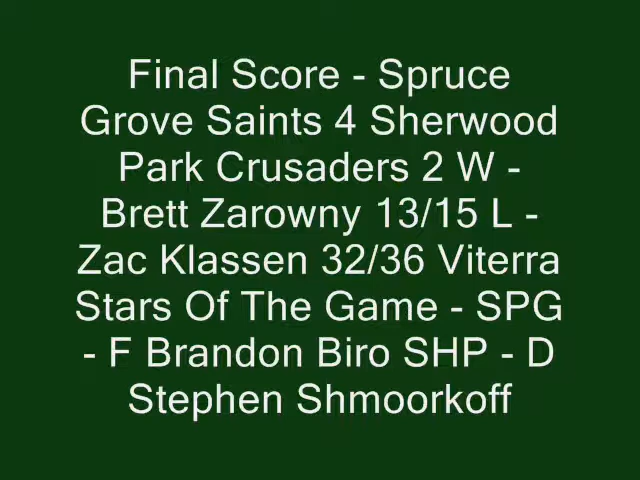 Final Score - Spruce
Grove Saints 4 Sherwood
Park Crusaders 2 W -
Brett Zarowny 13/15 L -
Zac Klassen 32/36 Viterra
Stars Of The Game - SPG
- F Brandon Biro SHP - D
Stephen Shmoorkoff